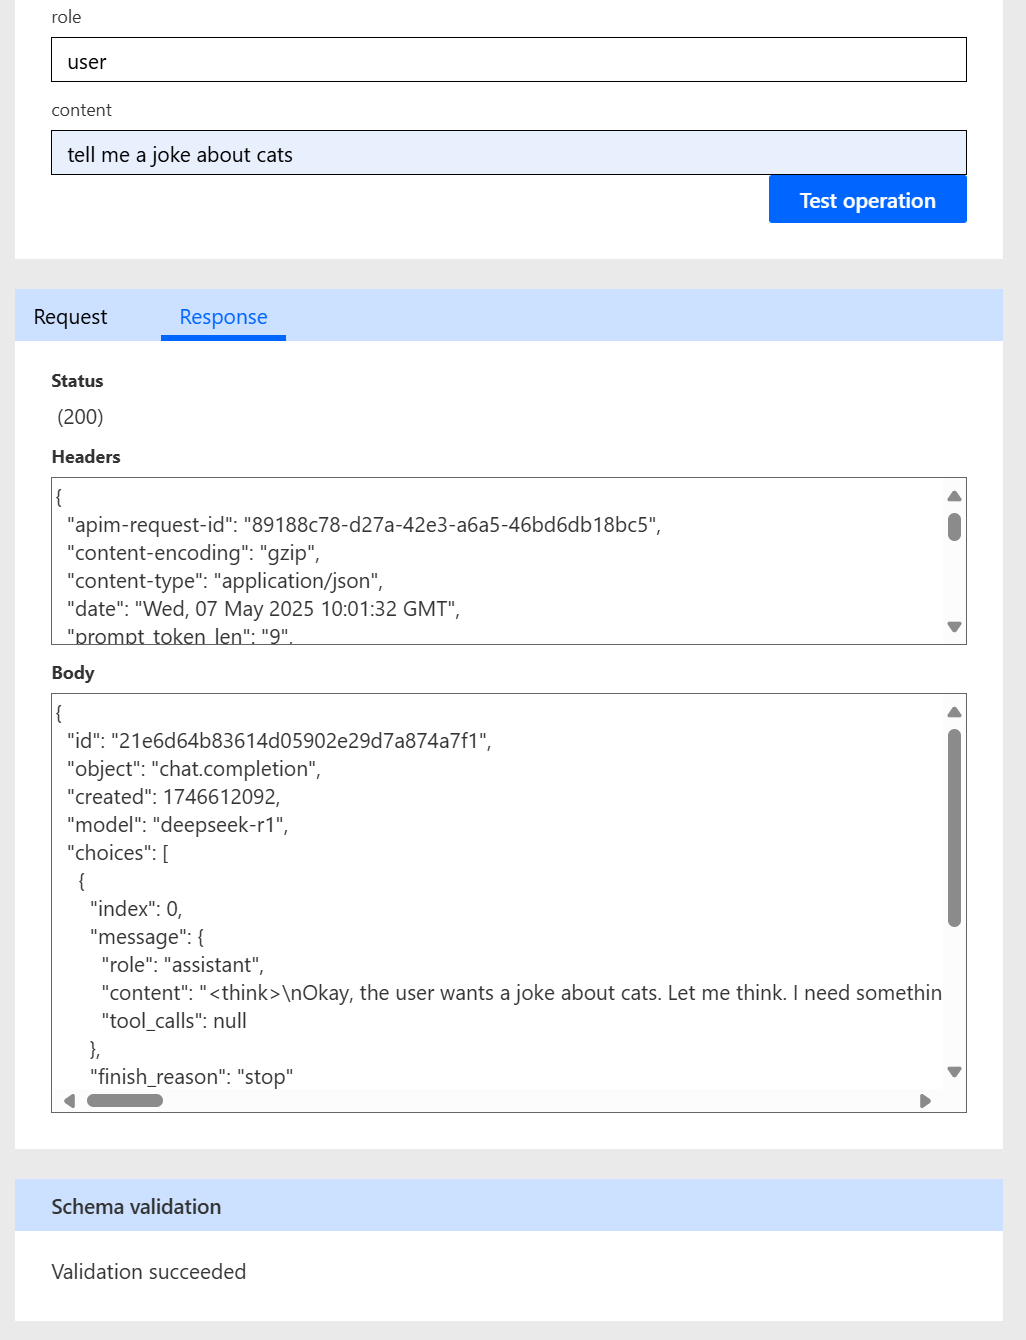 role
user
content
tell me a joke about cats
Test operation
Request Response
Status
(200)
Headers
{
"apim-request-id": "89188c78-d27a-42e3-a6a5-46bd6db18bc5",
"content-encoding": "gzip",
"content-type": "application/json",
"date": "Wed, 07 May 2025 10:01:32 GMT",
"prompt_token_len": "9",
Body
{
"id": "21e6d64b83614d05902e29d7a874a7f1",
"object": "chat.completion",
"created": 1746612092,
"model": "deepseek-r1",
"choices": [
{
"index": 0,
"message": {
"role": "assistant",
"content": "<think>\nOkay, the user wants a joke about cats. Let me think. I need somethin
"tool_calls": null
},
"finish_reason": "stop"
Schema validation
Validation succeeded